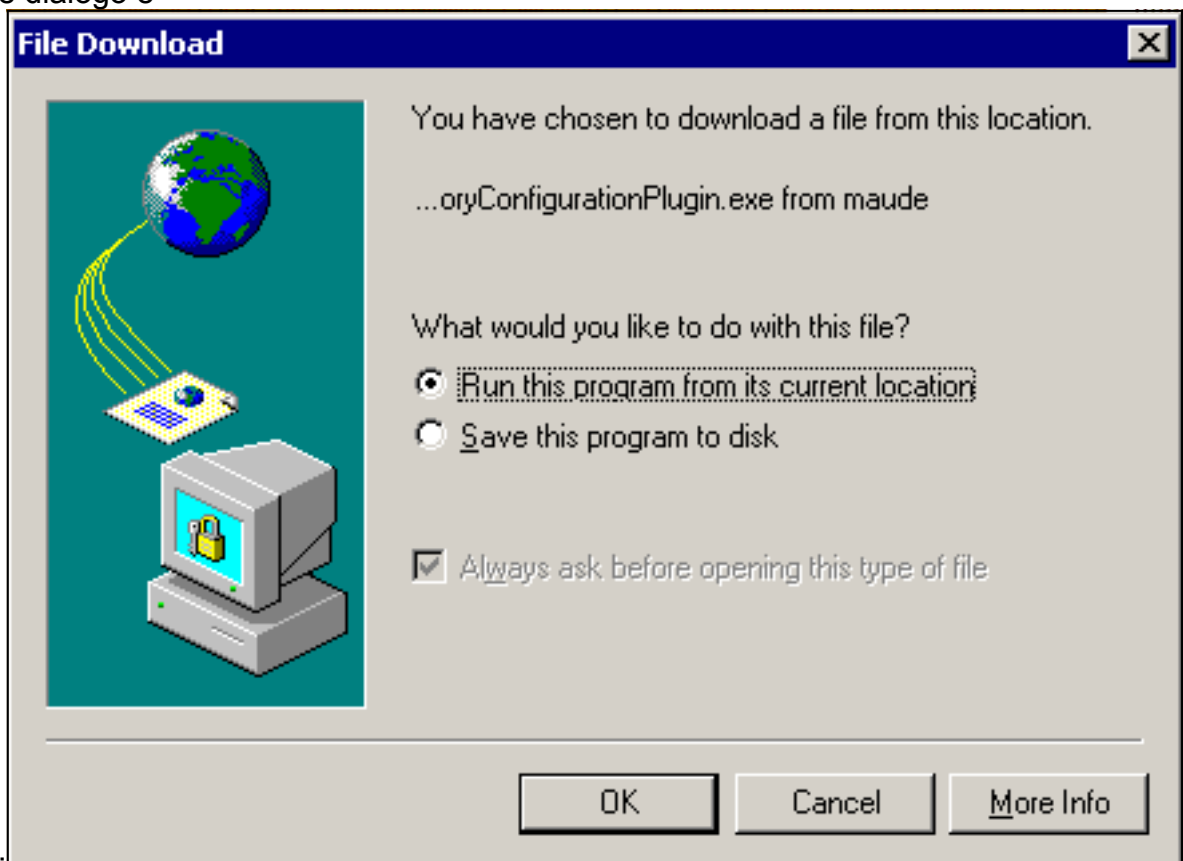 File Download
You have chosen to download a file from this location.
...oryConfigurationPlugin.exe from maude
What would you like to do with this file?
Run this program from its current location
Save this program to disk
Always ask before opening this type of file
OK Cancel More Info